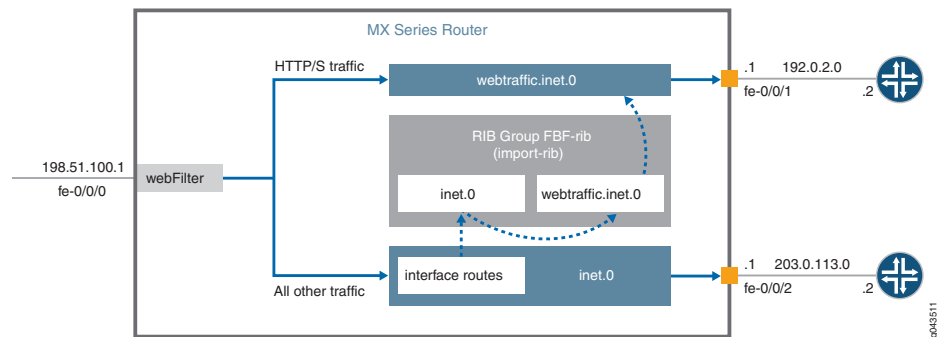 MX Series Router
HTTP/S traffic
webtraffic.inet.0
.1 192.0.2.0
fe-0/0/1 .2
RIB Group FBF-rib
(import-rib)
198.51.100.1
fe-0/0/0
webFilter
inet.0
webtraffic.inet.0
interface routes
inet.0
All other traffic
.1 203.0.113.0
fe-0/0/2 .2
g043511